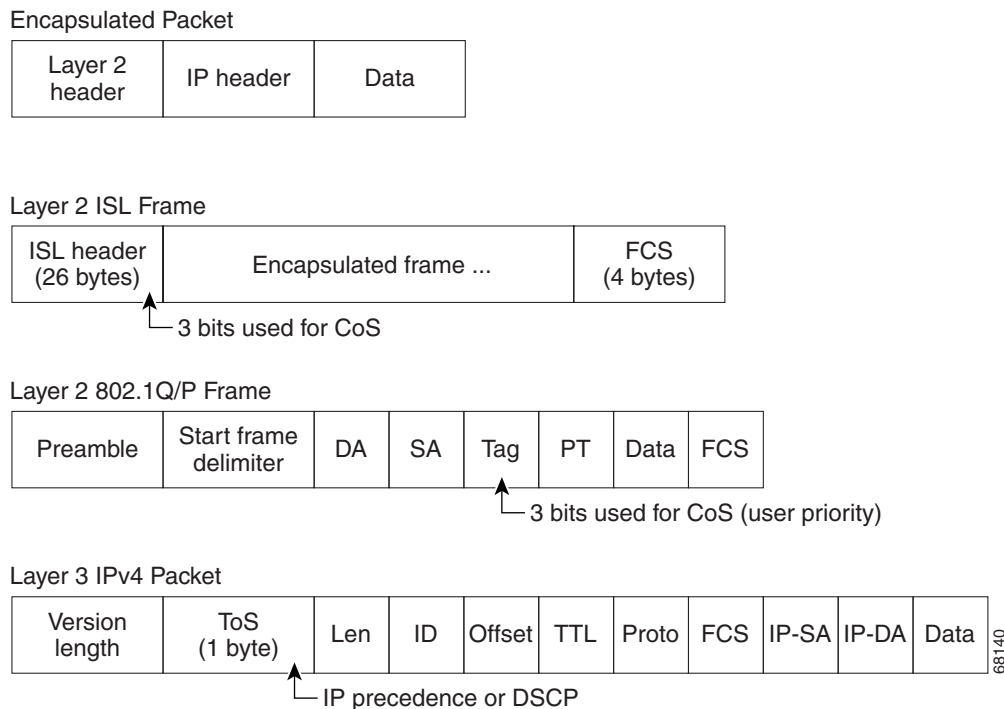 Encapsulated Packet
Layer 2
header
IP header
Data
Layer 2 ISL Frame
ISL header
(26 bytes)
Encapsulated frame ...
FCS
(4 bytes)
3 bits used for CoS
Layer 2 802.1Q/P Frame
Preamble
Start frame
delimiter
DA
SA
Tag
PT
Data
FCS
3 bits used for CoS (user priority)
Layer 3 IPv4 Packet
Version
length
ToS
(1 byte)
Len
ID
Offset
TTL
Proto
FCS
IP-SA
IP-DA
Data
IP precedence or DSCP
68140